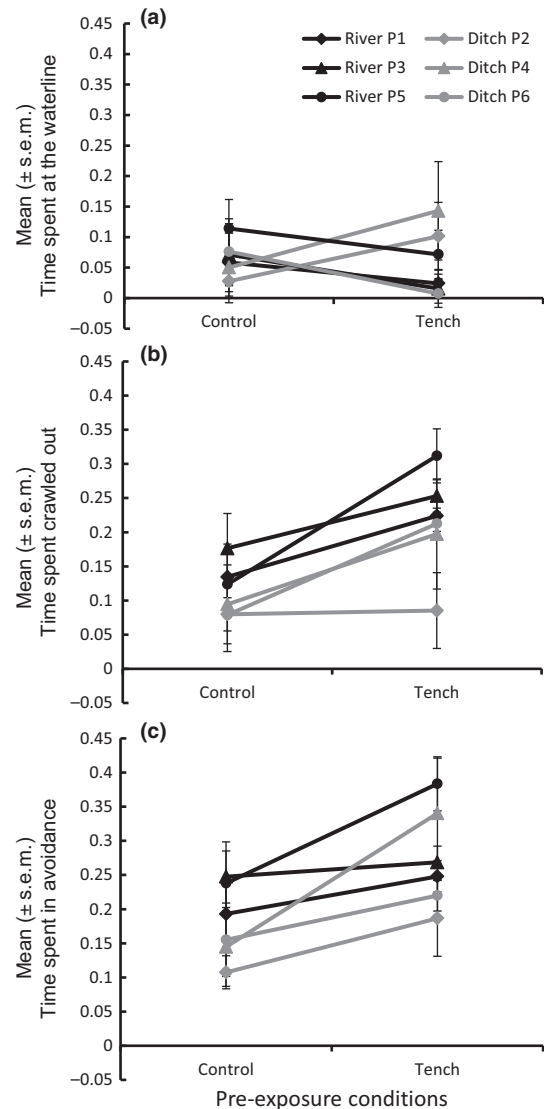 (a)
River P1 Ditch P2
River P3 Ditch P4
River P5 Ditch P6
Mean (± s.e.m.)
Time spent at the waterline
0.45
0.4
0.35
0.3
0.25
0.2
0.15
0.1
0.05
0
–0.05
Control Tench
(b)
Mean (± s.e.m.)
Time spent crawled out
0.45
0.4
0.35
0.3
0.25
0.2
0.15
0.1
0.05
0
–0.05
Control Tench
(c)
Mean (± s.e.m.)
Time spent in avoidance
0.45
0.4
0.35
0.3
0.25
0.2
0.15
0.1
0.05
0
–0.05
Control Tench
Pre-exposure conditions